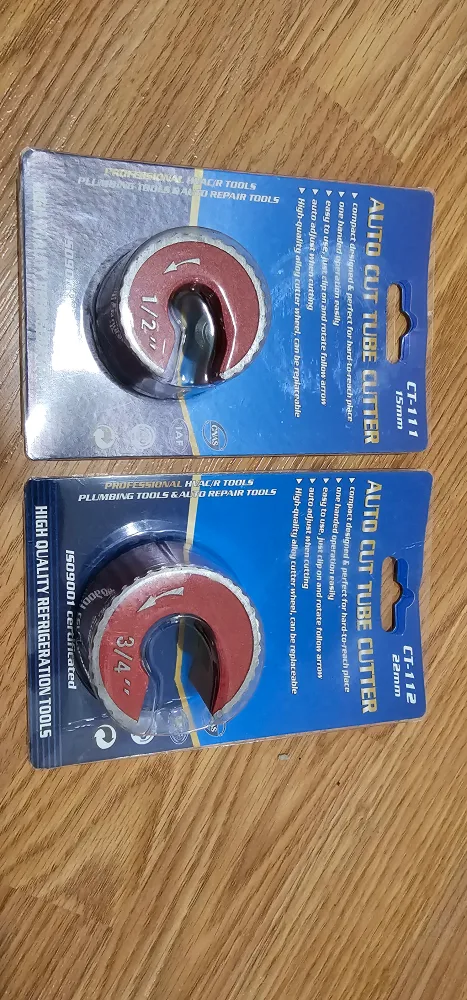 AUTO CUT TUBE CUTTER
CT-111
15mm
▶ compact designed & perfect for hard-to-reach place
▶ one handed operation easily
▶ easy to use, just clip on and rotate follow arrow
▶ auto adjust when cutting
▶ High-quality alloy cutter wheel, can be replaceable
PROFESSIONAL HVAC/R TOOLS
PLUMBING TOOLS & AUTO REPAIR TOOLS
1/2"
IAF
AUTO CUT TUBE CUTTER
CT-112
22mm
▶ compact designed & perfect for hard-to-reach place
▶ one handed operation easily
▶ easy to use, just clip on and rotate follow arrow
▶ auto adjust when cutting
▶ High-quality alloy cutter wheel, can be replaceable
PROFESSIONAL HVAC/R TOOLS
PLUMBING TOOLS & AUTO REPAIR TOOLS
3/4"
ISO9001 certificated
HIGH QUALITY REFRIGERATION TOOLS